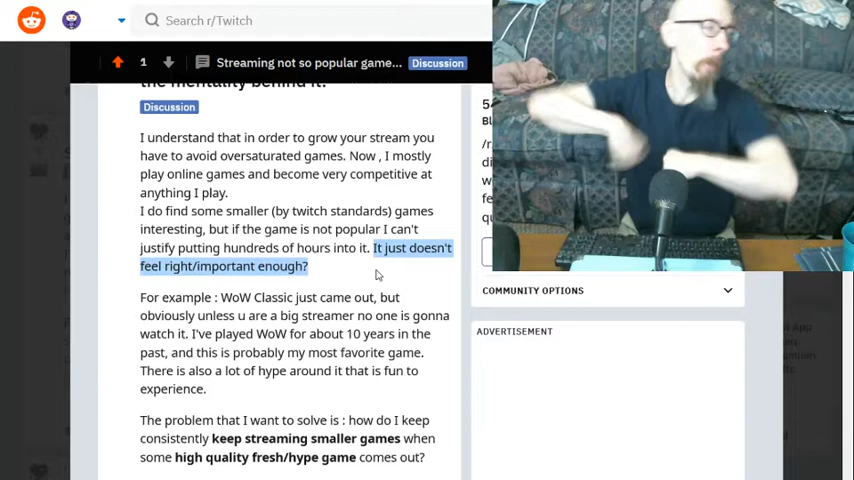 Search r/Twitch
1
Streaming not so popular game...
Discussion
the mentality behind it?
Discussion
I understand that in order to grow your stream you
have to avoid oversaturated games. Now , I mostly
play online games and become very competitive at
anything I play.
I do find some smaller (by twitch standards) games
interesting, but if the game is not popular I can't
justify putting hundreds of hours into it. It just doesn't
feel right/important enough?
For example : WoW Classic just came out, but
obviously unless u are a big streamer no one is gonna
watch it. I've played WoW for about 10 years in the
past, and this is probably my most favorite game.
There is also a lot of hype around it that is fun to
experience.
The problem that I want to solve is : how do I keep
consistently keep streaming smaller games when
some high quality fresh/hype game comes out?
COMMUNITY OPTIONS
ADVERTISEMENT